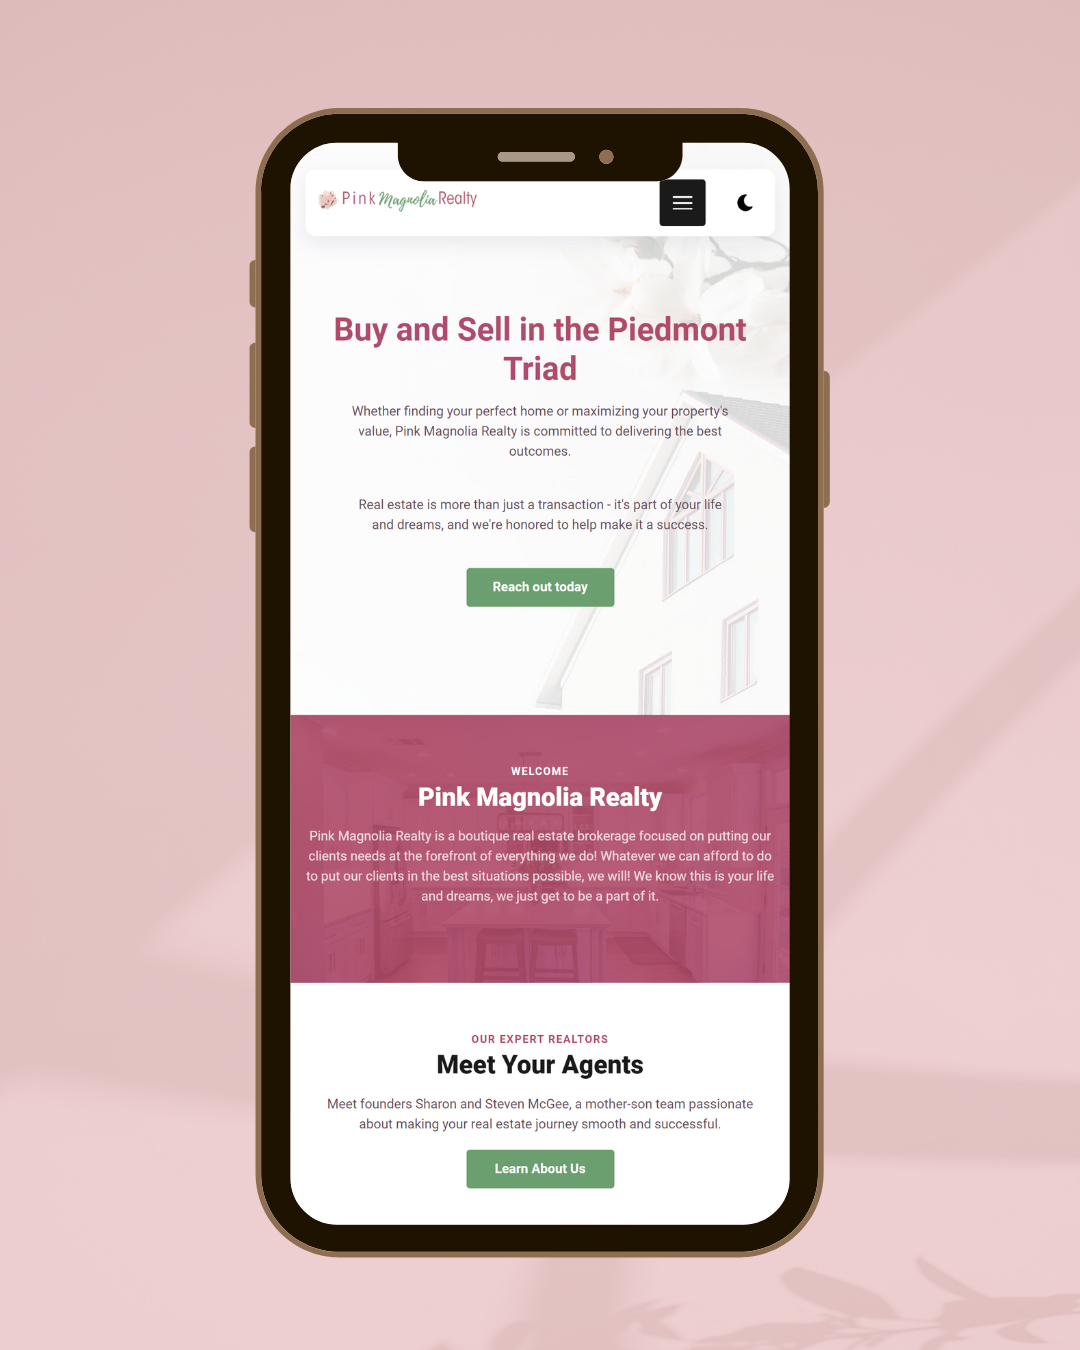 Pink Magnolia Realty
Buy and Sell in the Piedmont
Triad
Whether finding your perfect home or maximizing your property's
value, Pink Magnolia Realty is committed to delivering the best
outcomes.
Real estate is more than just a transaction - it's part of your life
and dreams, and we're honored to help make it a success.
Reach out today
WELCOME
Pink Magnolia Realty
Pink Magnolia Realty is a boutique real estate brokerage focused on putting our
clients needs at the forefront of everything we do! Whatever we can afford to do
to put our clients in the best situations possible, we will! We know this is your life
and dreams, we just get to be a part of it.
OUR EXPERT REALTORS
Meet Your Agents
Meet founders Sharon and Steven McGee, a mother-son team passionate
about making your real estate journey smooth and successful.
Learn About Us